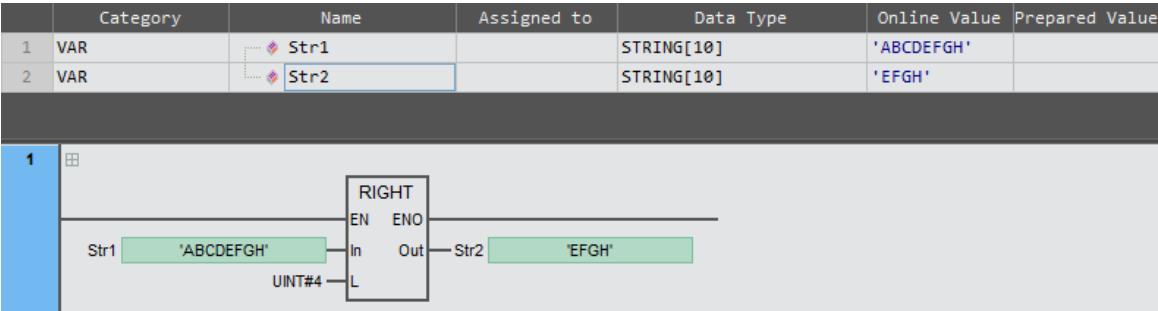 Category Name Assigned to Data Type Online Value Prepared Value
1 VAR Str1 STRING[10] 'ABCDEFGH'
2 VAR Str2 STRING[10] 'EFGH'
1
RIGHT
EN ENO
Str1 'ABCDEFGH' In Out Str2 'EFGH'
UINT#4 L